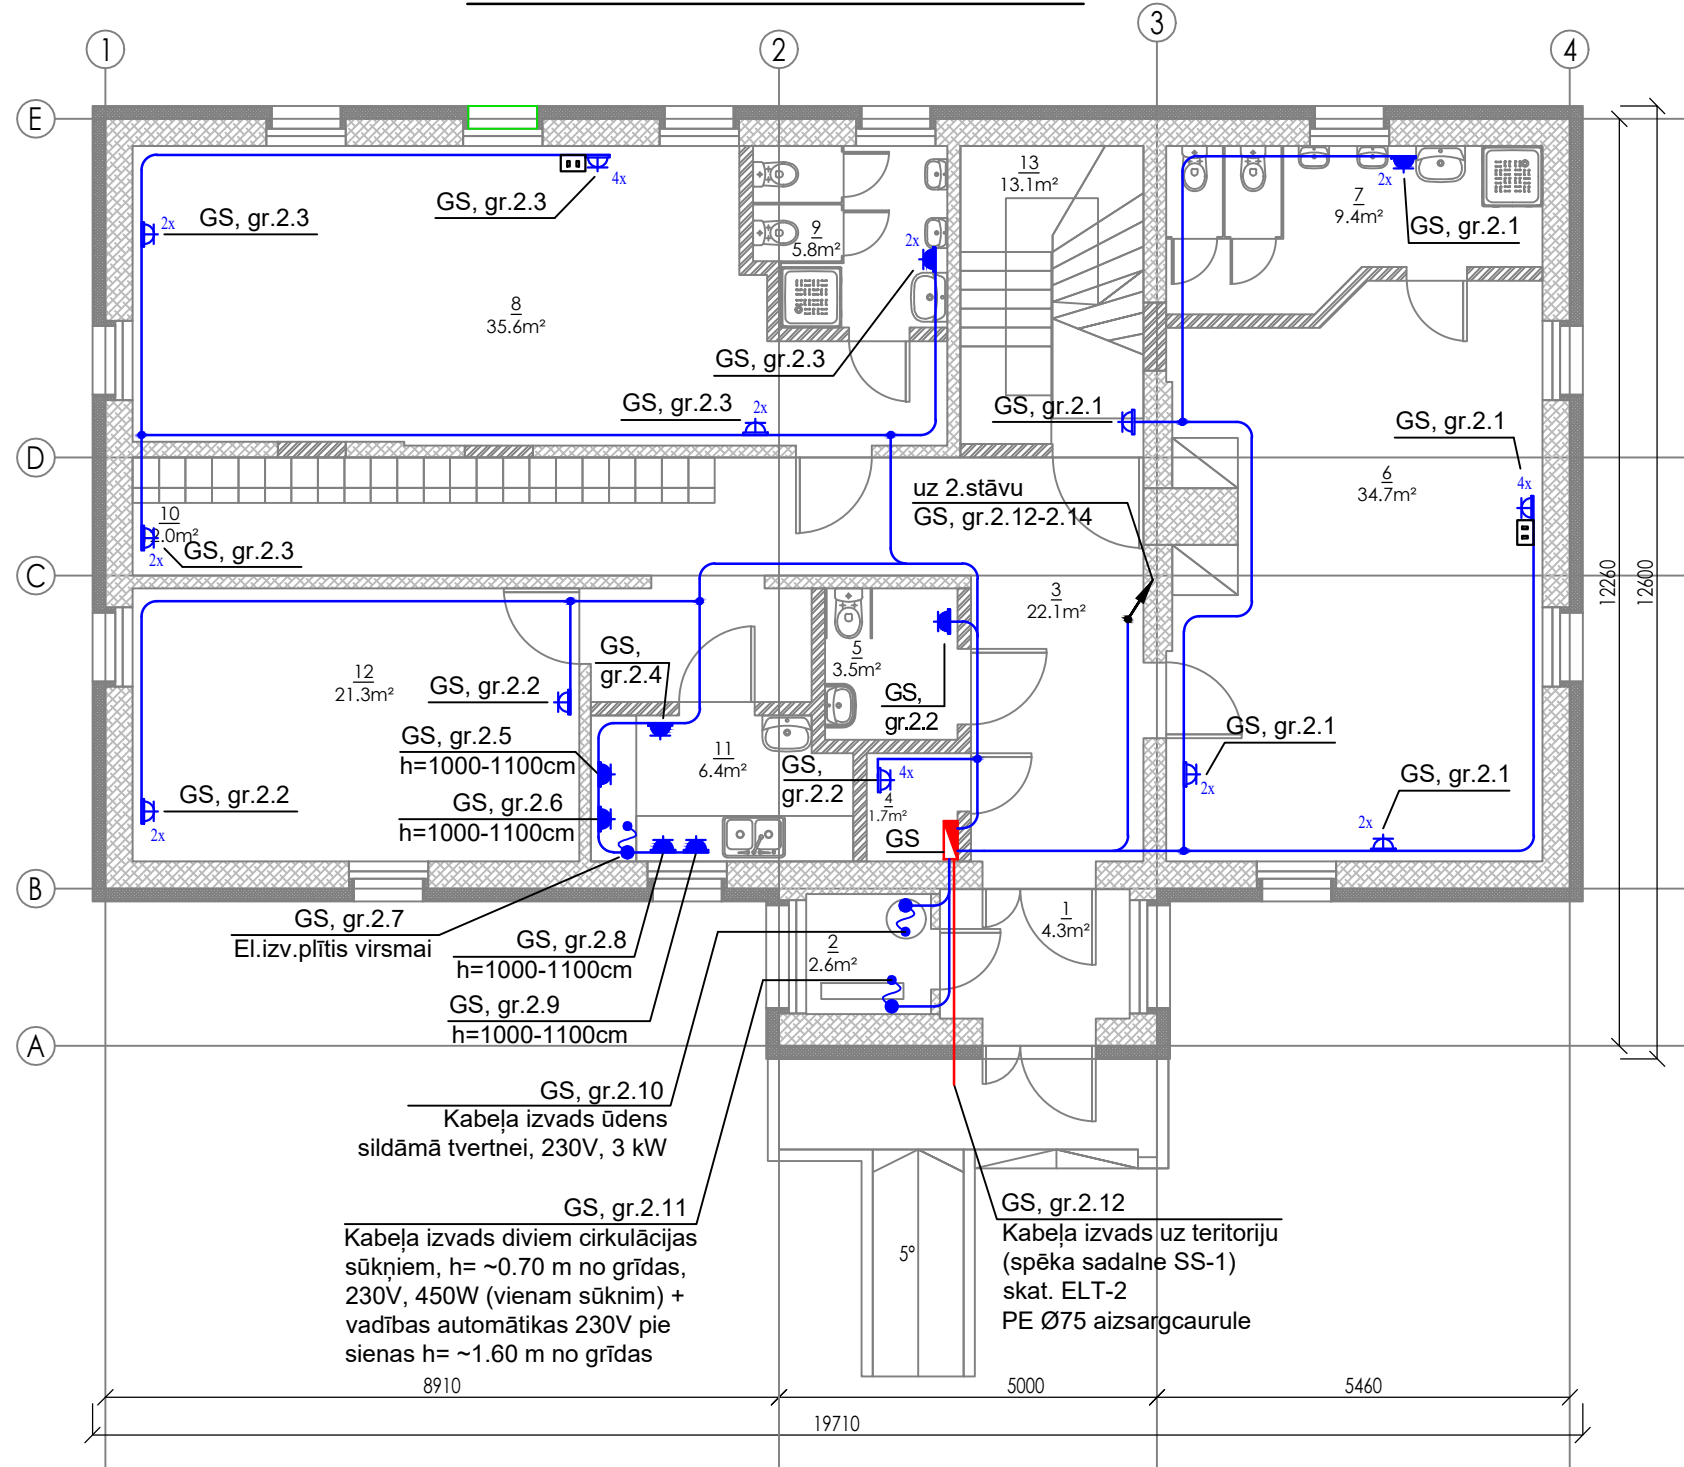 1
2
3
4
E
D
C
B
A
GS, gr.2.3
4x
2x
GS, gr.2.3
8
35.6m²
9
5.8m²
2x
GS, gr.2.3
GS, gr.2.3
2x
13
13.1m²
7
9.4m²
2x
GS, gr.2.1
GS, gr.2.1
GS, gr.2.1
4x
6
34.7m²
10
2.0m²
2x
GS, gr.2.3
uz 2.stāvu
GS, gr.2.12-2.14
3
22.1m²
12
21.3m²
GS, gr.2.2
GS,
gr.2.4
5
3.5m²
GS,
gr.2.2
GS, gr.2.5
h=1000-1100cm
GS, gr.2.6
h=1000-1100cm
11
6.4m²
GS,
gr.2.2
4x
4
1.7m²
GS
GS, gr.2.2
2x
GS, gr.2.1
2x
GS, gr.2.1
2x
GS, gr.2.7
El.izv.plītis virsmai
GS, gr.2.8
h=1000-1100cm
GS, gr.2.9
h=1000-1100cm
2
2.6m²
1
4.3m²
GS, gr.2.10
Kabeļa izvads ūdens
sildāmā tvertnei, 230V, 3 kW
GS, gr.2.11
Kabeļa izvads diviem cirkulācijas
sūkņiem, h= ~0.70 m no grīdas,
230V, 450W (vienam sūknim) +
vadības automātikas 230V pie
sienas h= ~1.60 m no grīdas
GS, gr.2.12
Kabeļa izvads uz teritoriju
(spēka sadalne SS-1)
skat. ELT-2
PE Ø75 aizsargcaurule
5°
12260
12600
8910
5000
5460
19710